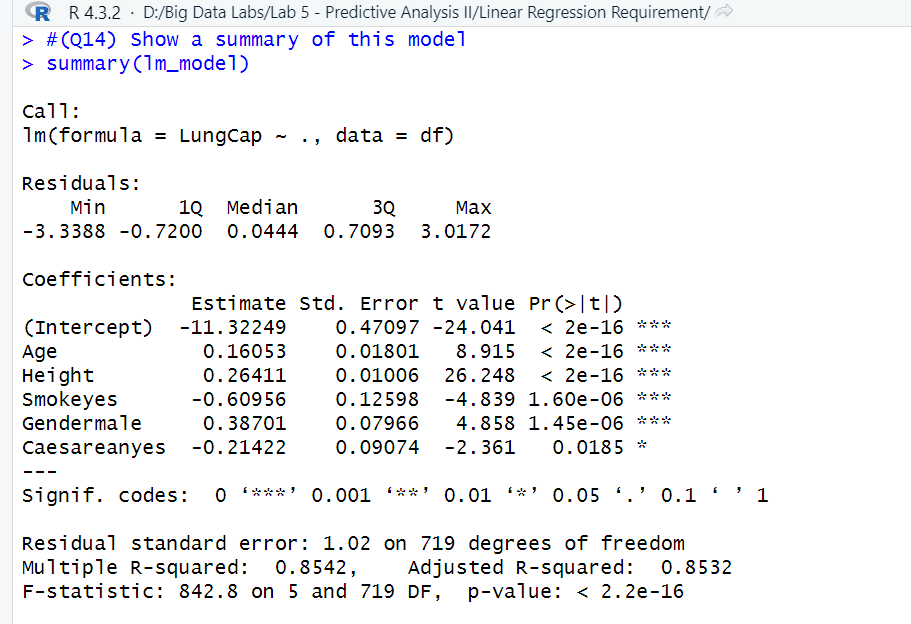 R R 4.3.2 · D:/Big Data Labs/Lab 5 - Predictive Analysis II/Linear Regression Requirement/
> #(Q14) Show a summary of this model
> summary(lm_model)
Call:
lm(formula = LungCap ~ ., data = df)
Residuals:
    Min      1Q  Median      3Q     Max
-3.3388 -0.7200  0.0444  0.7093  3.0172
Coefficients:
              Estimate Std. Error t value Pr(>|t|)
(Intercept)  -11.32249    0.47097 -24.041  < 2e-16 ***
Age            0.16053    0.01801   8.915  < 2e-16 ***
Height         0.26411    0.01006  26.248  < 2e-16 ***
Smokeyes      -0.60956    0.12598  -4.839 1.60e-06 ***
Gendermale     0.38701    0.07966   4.858 1.45e-06 ***
Caesareanyes  -0.21422    0.09074  -2.361   0.0185 *
---
Signif. codes:  0 ‘***’ 0.001 ‘**’ 0.01 ‘*’ 0.05 ‘.’ 0.1 ‘ ’ 1
Residual standard error: 1.02 on 719 degrees of freedom
Multiple R-squared:  0.8542,    Adjusted R-squared:  0.8532
F-statistic: 842.8 on 5 and 719 DF,  p-value: < 2.2e-16